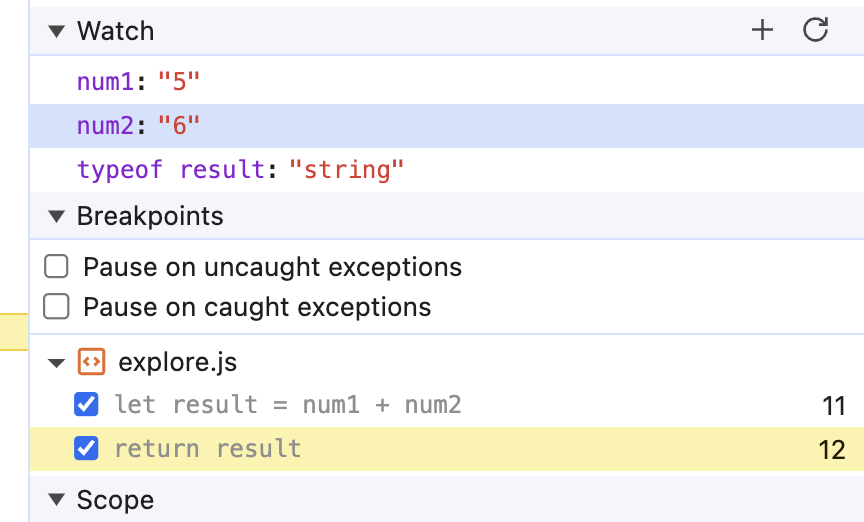 Watch
num1: "5"
num2: "6"
typeof result: "string"
Breakpoints
Pause on uncaught exceptions
Pause on caught exceptions
explore.js
let result = num1 + num2 11
return result 12
Scope